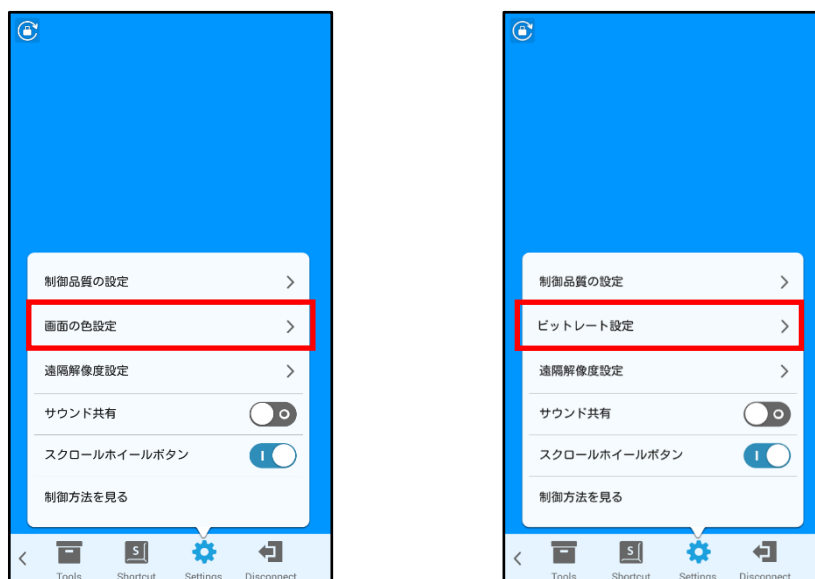 制御品質の設定
画面の色設定
遠隔解像度設定
サウンド共有
スクロールホイールボタン
制御方法を見る
Tools Shortcut Settings Disconnect
制御品質の設定
ビットレート設定
遠隔解像度設定
サウンド共有
スクロールホイールボタン
制御方法を見る
Tools Shortcut Settings Disconnect